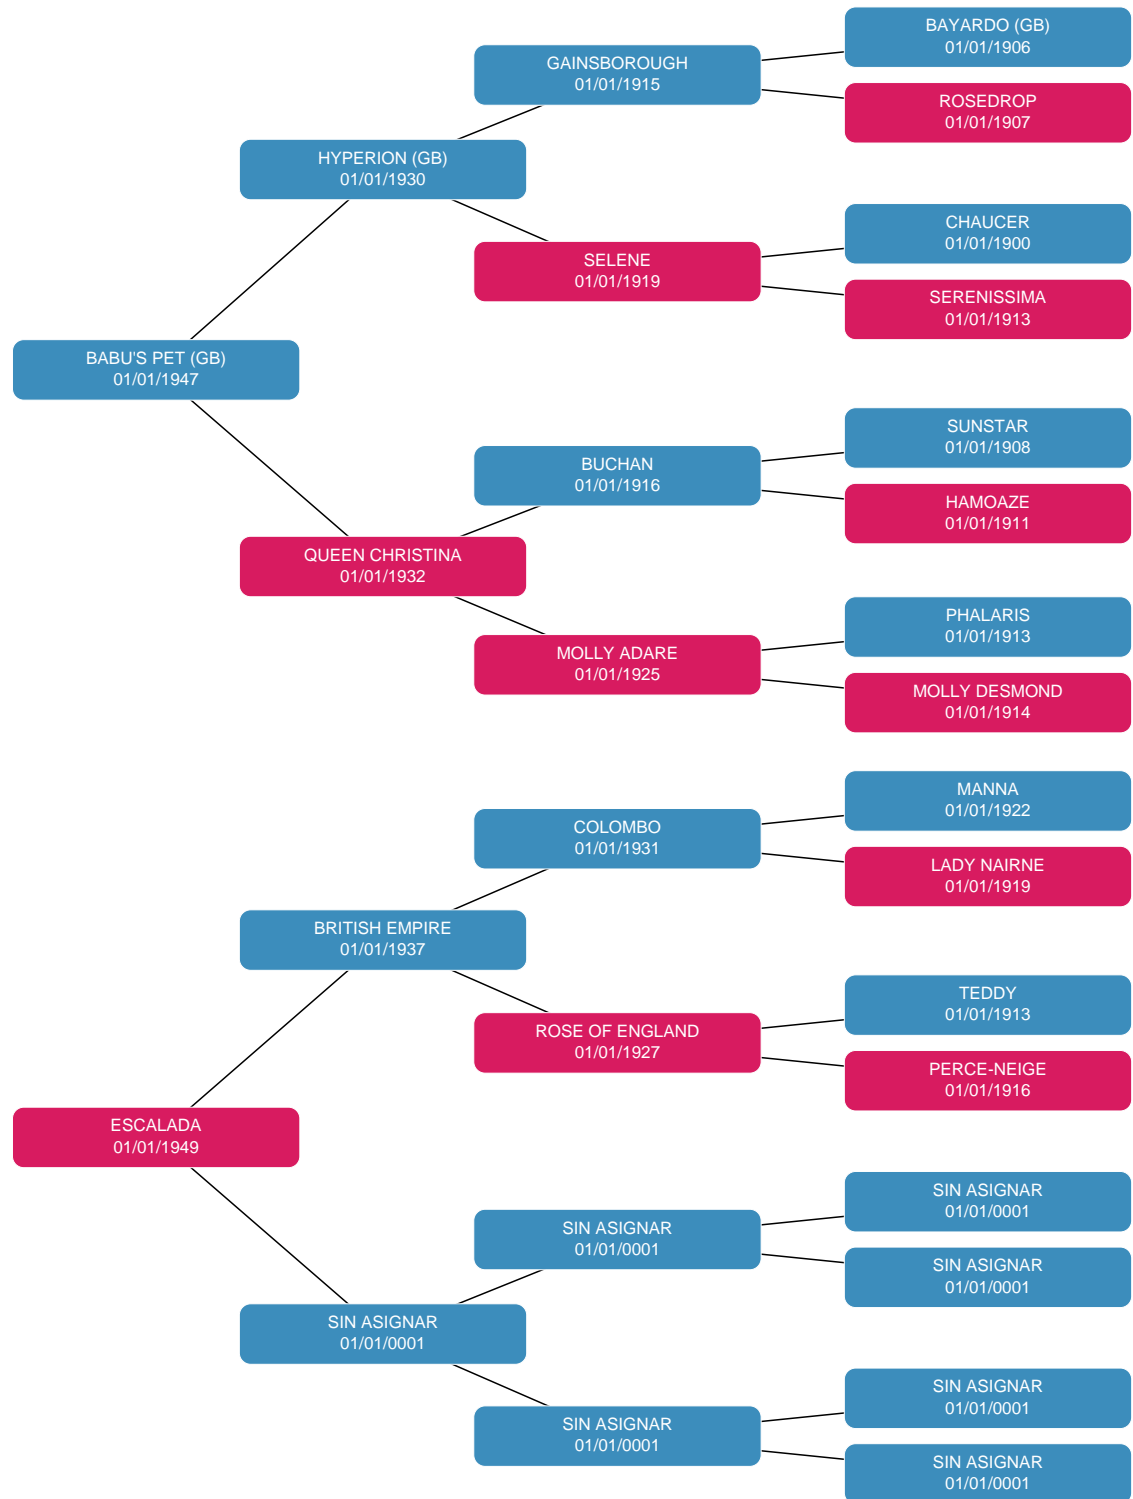 BAYARDO (GB)
01/01/1906
GAINSBOROUGH
01/01/1915
ROSEDROP
01/01/1907
HYPERION (GB)
01/01/1930
CHAUCER
01/01/1900
SELENE
01/01/1919
SERENISSIMA
01/01/1913
BABU'S PET (GB)
01/01/1947
SUNSTAR
01/01/1908
BUCHAN
01/01/1916
HAMOAZE
01/01/1911
QUEEN CHRISTINA
01/01/1932
PHALARIS
01/01/1913
MOLLY ADARE
01/01/1925
MOLLY DESMOND
01/01/1914
MANNA
01/01/1922
COLOMBO
01/01/1931
LADY NAIRNE
01/01/1919
BRITISH EMPIRE
01/01/1937
TEDDY
01/01/1913
ROSE OF ENGLAND
01/01/1927
PERCE-NEIGE
01/01/1916
ESCALADA
01/01/1949
SIN ASIGNAR
01/01/0001
SIN ASIGNAR
01/01/0001
SIN ASIGNAR
01/01/0001
SIN ASIGNAR
01/01/0001
SIN ASIGNAR
01/01/0001
SIN ASIGNAR
01/01/0001
SIN ASIGNAR
01/01/0001